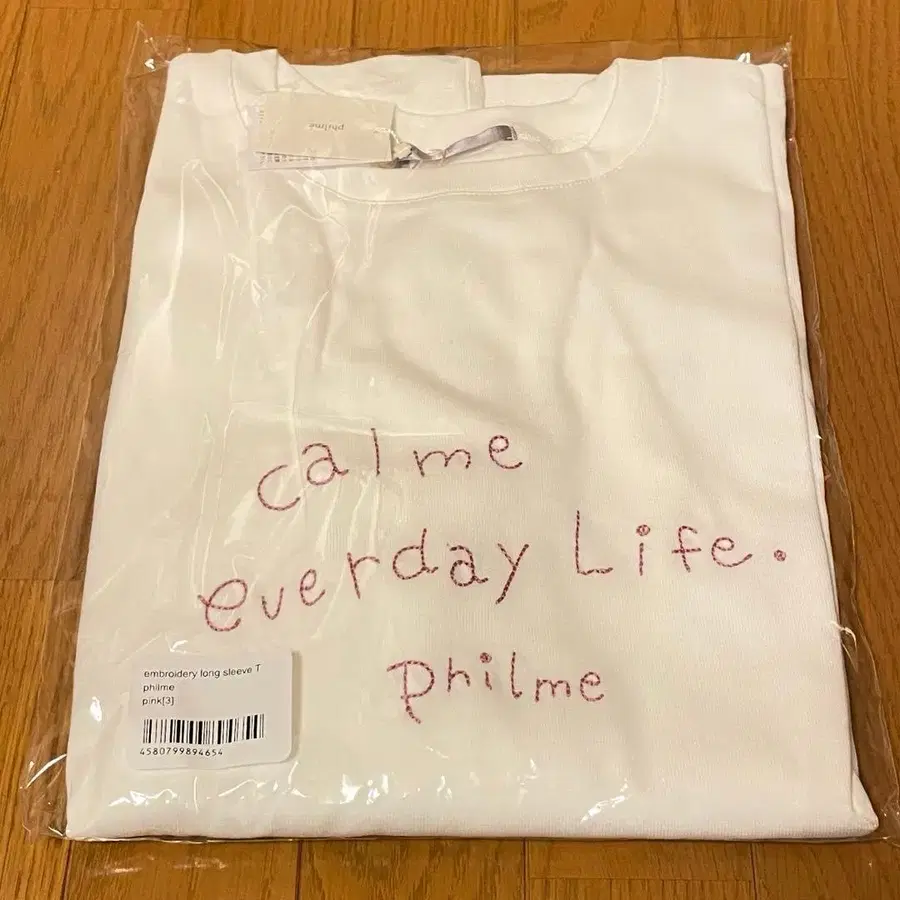 philme
calme
everday Life.
philme
embroidery long sleeve T
philme
pink[3]
4580799894654